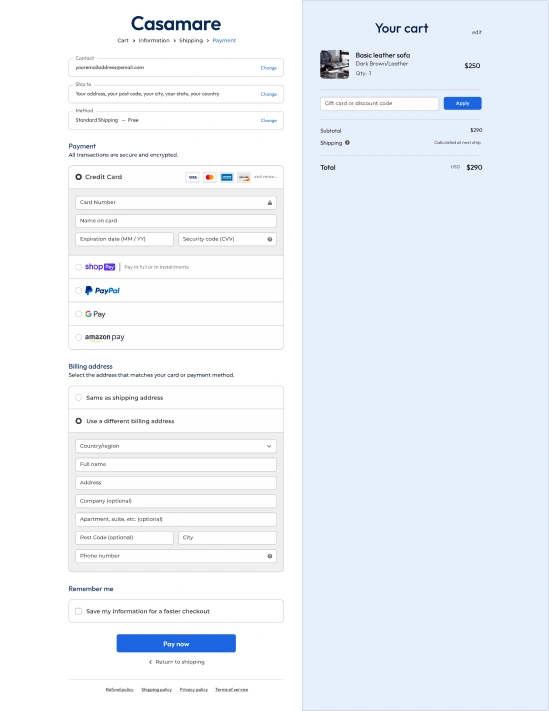 Casamare
Cart > Information > Shipping > Payment
Contact
youremailaddress@email.com Change
Ship to
Your address, your post code, your city, your state, your country Change
Method
Standard Shipping – Free Change
Payment
All transactions are secure and encrypted.
Credit Card VISA and more...
Card Number
Name on card
Expiration date (MM / YY) Security code (CVV)
shop Pay | Pay in full or in installments
PayPal
G Pay
amazon pay
Billing address
Select the address that matches your card or payment method.
Same as shipping address
Use a different billing address
Country/region
Full name
Address
Company (optional)
Apartment, suite, etc. (optional)
Post Code (optional) City
Phone number
Remember me
Save my information for a faster checkout
Pay now
< Return to shipping
Refund policy Shipping policy Privacy policy Terms of service
Your cart edit
Basic leather sofa
Dark Brown/Leather $250
Qty: 1
Gift card or discount code Apply
Subtotal $290
Shipping Calculated at next step
Total USD $290